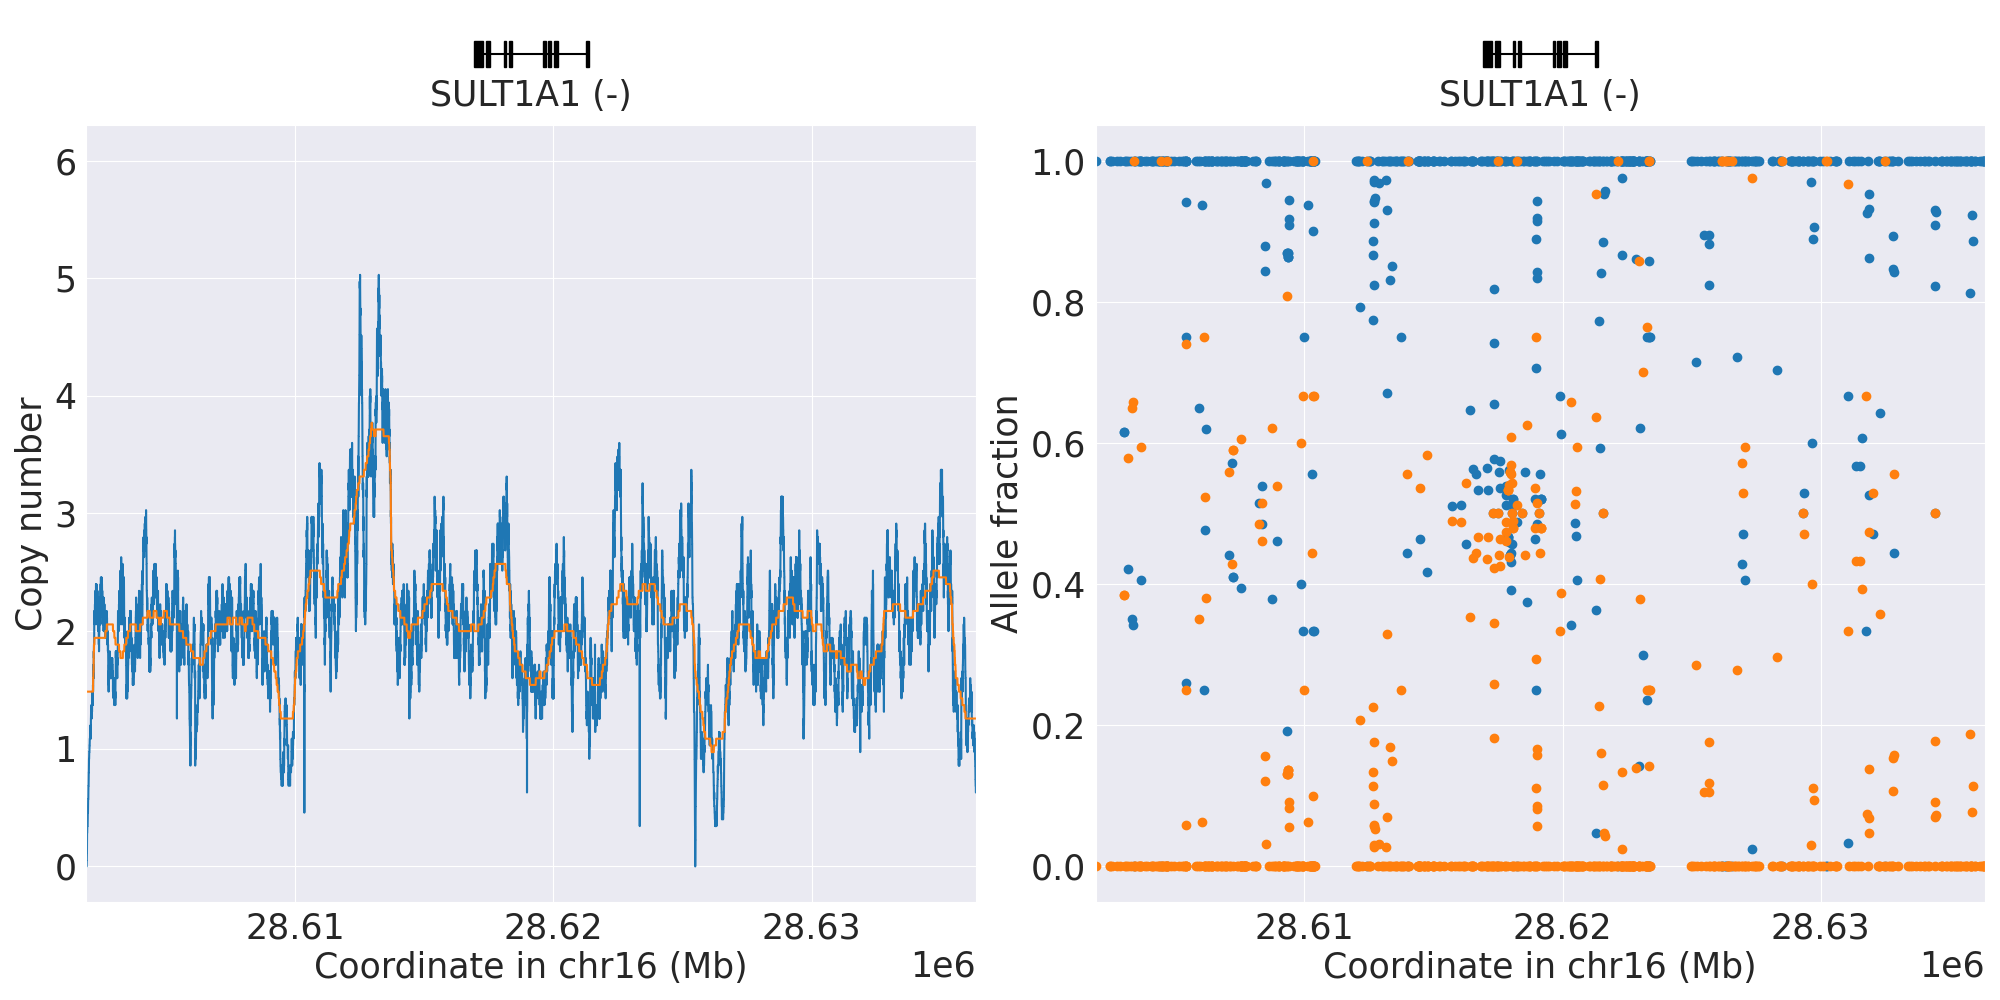 SULT1A1 (-)
SULT1A1 (-)
Copy number
6
5
4
3
2
1
0
28.61
28.62
28.63
Coordinate in chr16 (Mb)
1e6
Allele fraction
1.0
0.8
0.6
0.4
0.2
0.0
28.61
28.62
28.63
Coordinate in chr16 (Mb)
1e6